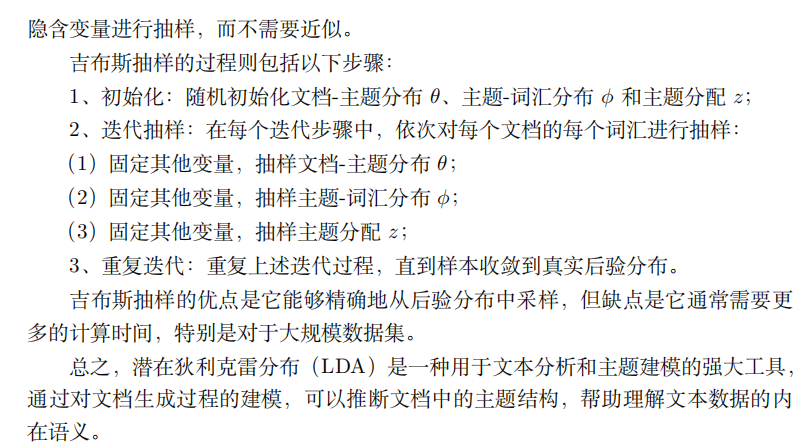 隐含变量进行抽样，而不需要近似。
吉布斯抽样的过程则包括以下步骤：
1、初始化：随机初始化文档-主题分布 θ、主题-词汇分布 ϕ 和主题分配 z；
2、迭代抽样：在每个迭代步骤中，依次对每个文档的每个词汇进行抽样：
（1）固定其他变量，抽样文档-主题分布 θ；
（2）固定其他变量，抽样主题-词汇分布 ϕ；
（3）固定其他变量，抽样主题分配 z；
3、重复迭代：重复上述迭代过程，直到样本收敛到真实后验分布。
吉布斯抽样的优点是它能够精确地从后验分布中采样，但缺点是它通常需要更
多的计算时间，特别是对于大规模数据集。
总之，潜在狄利克雷分布（LDA）是一种用于文本分析和主题建模的强大工具，
通过对文档生成过程的建模，可以推断文档中的主题结构，帮助理解文本数据的内
在语义。